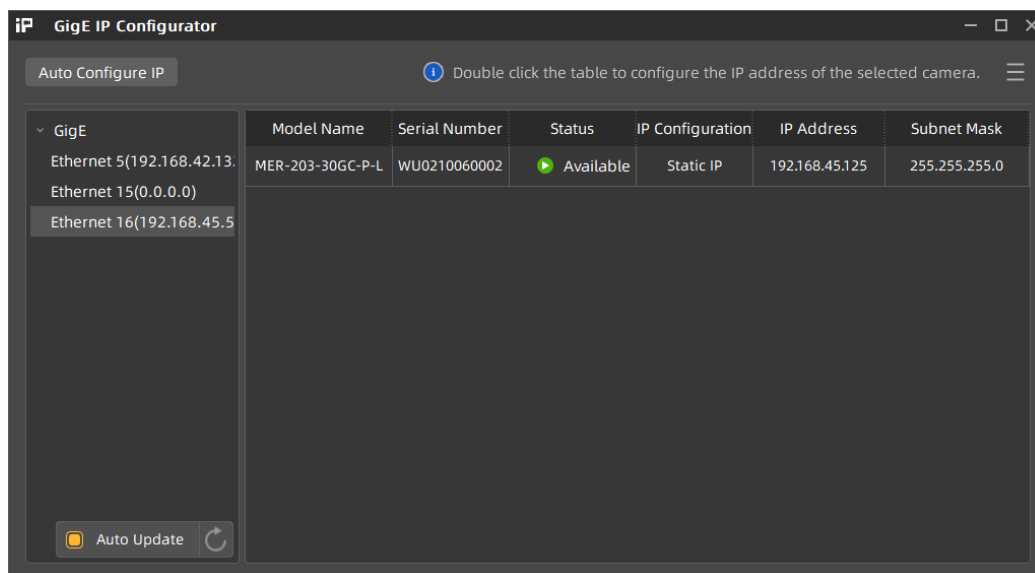 iP GigE IP Configurator
Auto Configure IP
i Double click the table to configure the IP address of the selected camera.
GigE
Ethernet 5(192.168.42.13.
Ethernet 15(0.0.0.0)
Ethernet 16(192.168.45.5
Model Name Serial Number Status IP Configuration IP Address Subnet Mask
MER-203-30GC-P-L WU0210060002 Available Static IP 192.168.45.125 255.255.255.0
Auto Update